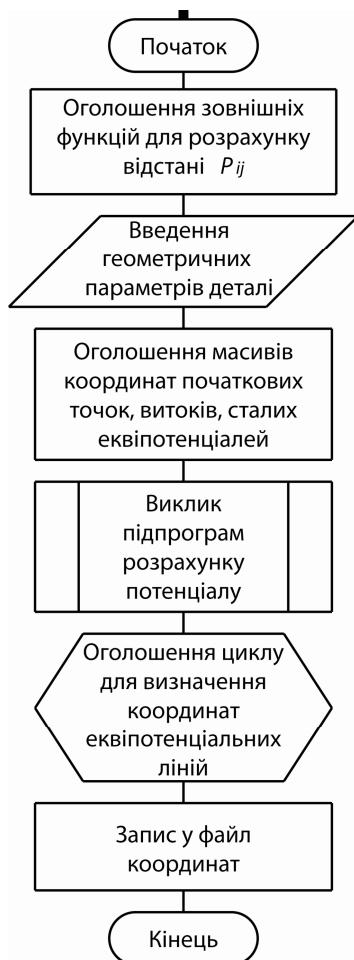 Початок
Оголошення зовнішніх
функцій для розрахунку
відстані P ij
Введення
геометричних
параметрів деталі
Оголошення масивів
координат початкових
точок, витоків, сталих
еквіпотенціалей
Виклик
підпрограм
розрахунку
потенціалу
Оголошення циклу
для визначення
координат
еквіпотенціальних
ліній
Запис у файл
координат
Кінець